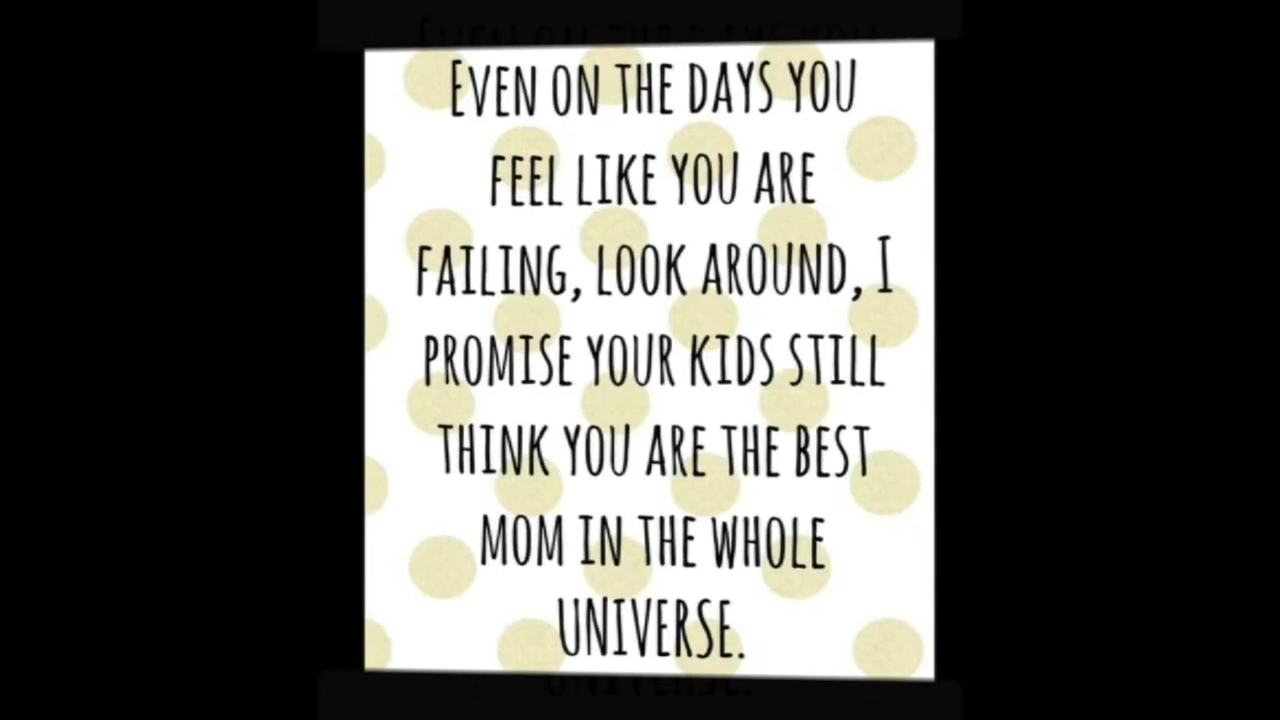 Even on the days you
feel like you are
failing, look around, I
promise your kids still
think you are the best
mom in the whole
universe.